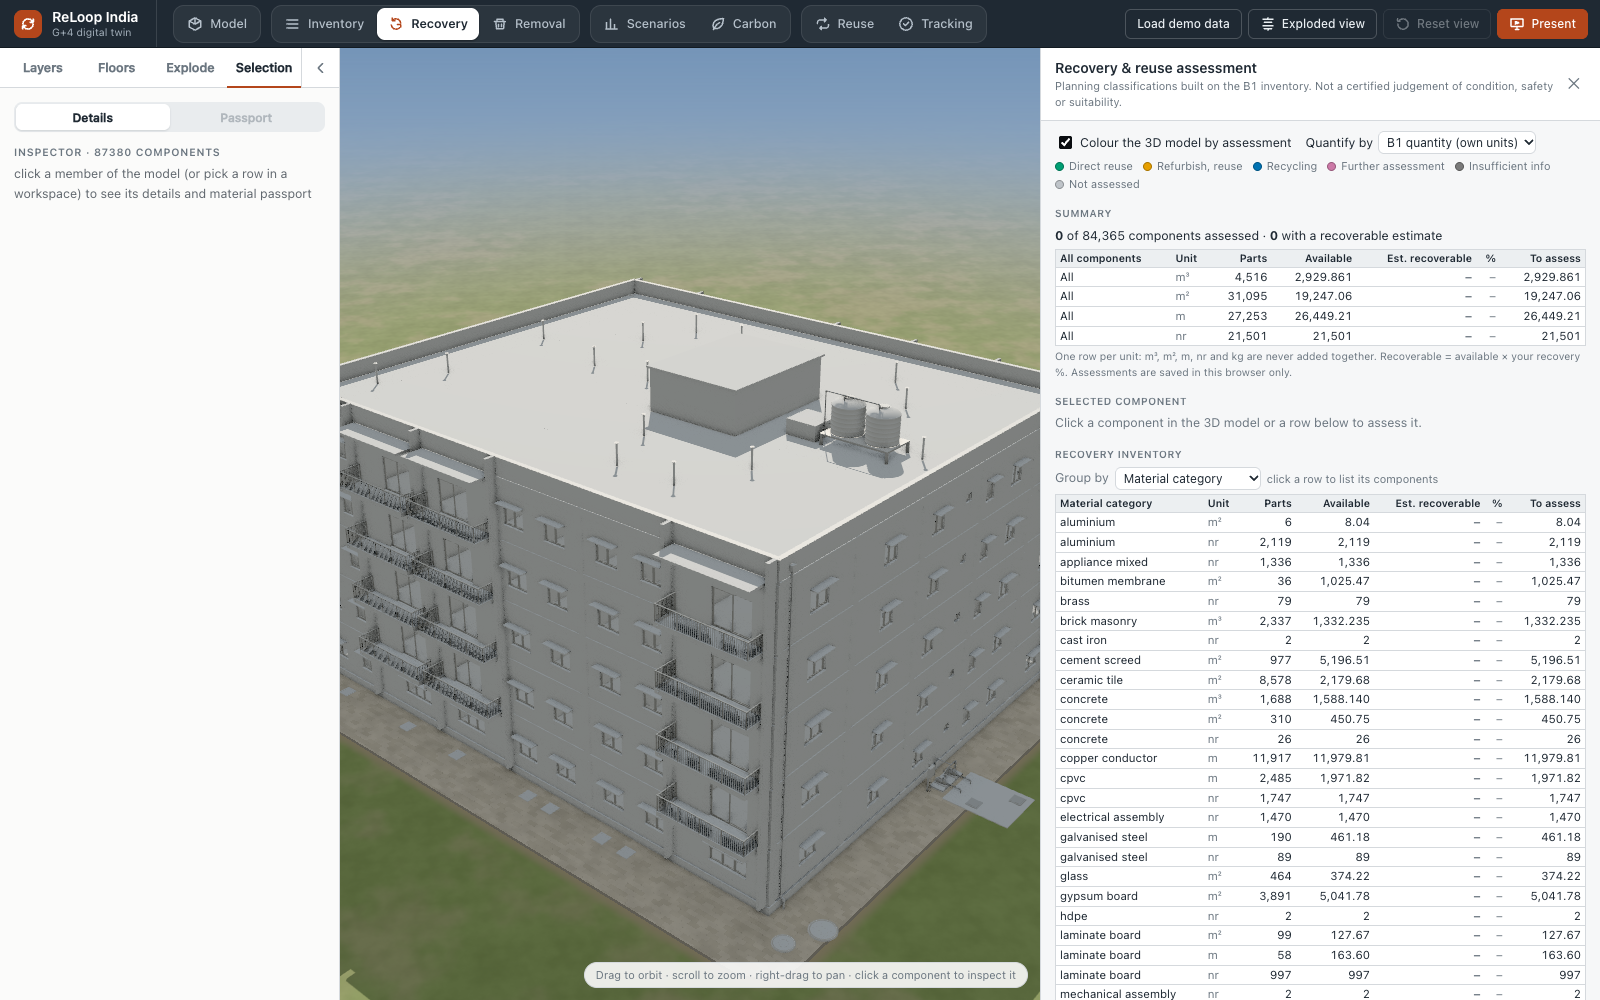 ReLoop India
G+4 digital twin
Model
Inventory
Recovery
Removal
Scenarios
Carbon
Reuse
Tracking
Load demo data
Exploded view
Reset view
Present
Layers
Floors
Explode
Selection
Details
Passport
INSPECTOR · 87380 COMPONENTS
click a member of the model (or pick a row in a
workspace) to see its details and material passport
Drag to orbit · scroll to zoom · right-drag to pan · click a component to inspect it
Recovery & reuse assessment
Planning classifications built on the B1 inventory. Not a certified judgement of condition, safety
or suitability.
Colour the 3D model by assessment Quantify by B1 quantity (own units)
Direct reuse Refurbish, reuse Recycling Further assessment Insufficient info
Not assessed
SUMMARY
0 of 84,365 components assessed · 0 with a recoverable estimate
All components Unit Parts Available Est. recoverable % To assess
All m³ 4,516 2,929.861 – – 2,929.861
All m² 31,095 19,247.06 – – 19,247.06
All m 27,253 26,449.21 – – 26,449.21
All nr 21,501 21,501 – – 21,501
One row per unit: m³, m², m, nr and kg are never added together. Recoverable = available × your recovery
%. Assessments are saved in this browser only.
SELECTED COMPONENT
Click a component in the 3D model or a row below to assess it.
RECOVERY INVENTORY
Group by Material category click a row to list its components
Material category Unit Parts Available Est. recoverable % To assess
aluminium m² 6 8.04 – – 8.04
aluminium nr 2,119 2,119 – – 2,119
appliance mixed nr 1,336 1,336 – – 1,336
bitumen membrane m² 36 1,025.47 – – 1,025.47
brass nr 79 79 – – 79
brick masonry m³ 2,337 1,332.235 – – 1,332.235
cast iron nr 2 2 – – 2
cement screed m² 977 5,196.51 – – 5,196.51
ceramic tile m² 8,578 2,179.68 – – 2,179.68
concrete m³ 1,688 1,588.140 – – 1,588.140
concrete m² 310 450.75 – – 450.75
concrete nr 26 26 – – 26
copper conductor m 11,917 11,979.81 – – 11,979.81
cpvc m 2,485 1,971.82 – – 1,971.82
cpvc nr 1,747 1,747 – – 1,747
electrical assembly nr 1,470 1,470 – – 1,470
galvanised steel m 190 461.18 – – 461.18
galvanised steel nr 89 89 – – 89
glass m² 464 374.22 – – 374.22
gypsum board m² 3,891 5,041.78 – – 5,041.78
hdpe nr 2 2 – – 2
laminate board m² 99 127.67 – – 127.67
laminate board m 58 163.60 – – 163.60
laminate board nr 997 997 – – 997
mechanical assembly nr 2 2 – – 2